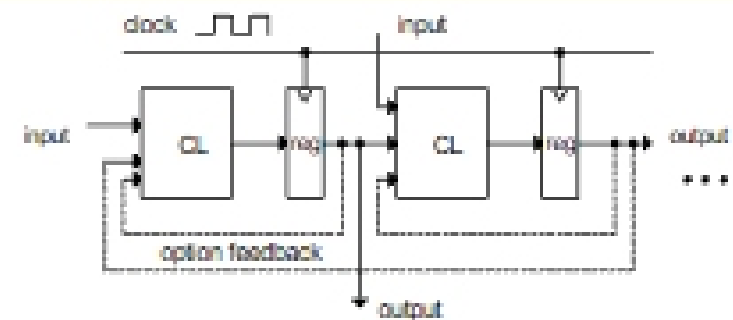 clock
input
input
CL
reg
CL
reg
output
option feedback
output